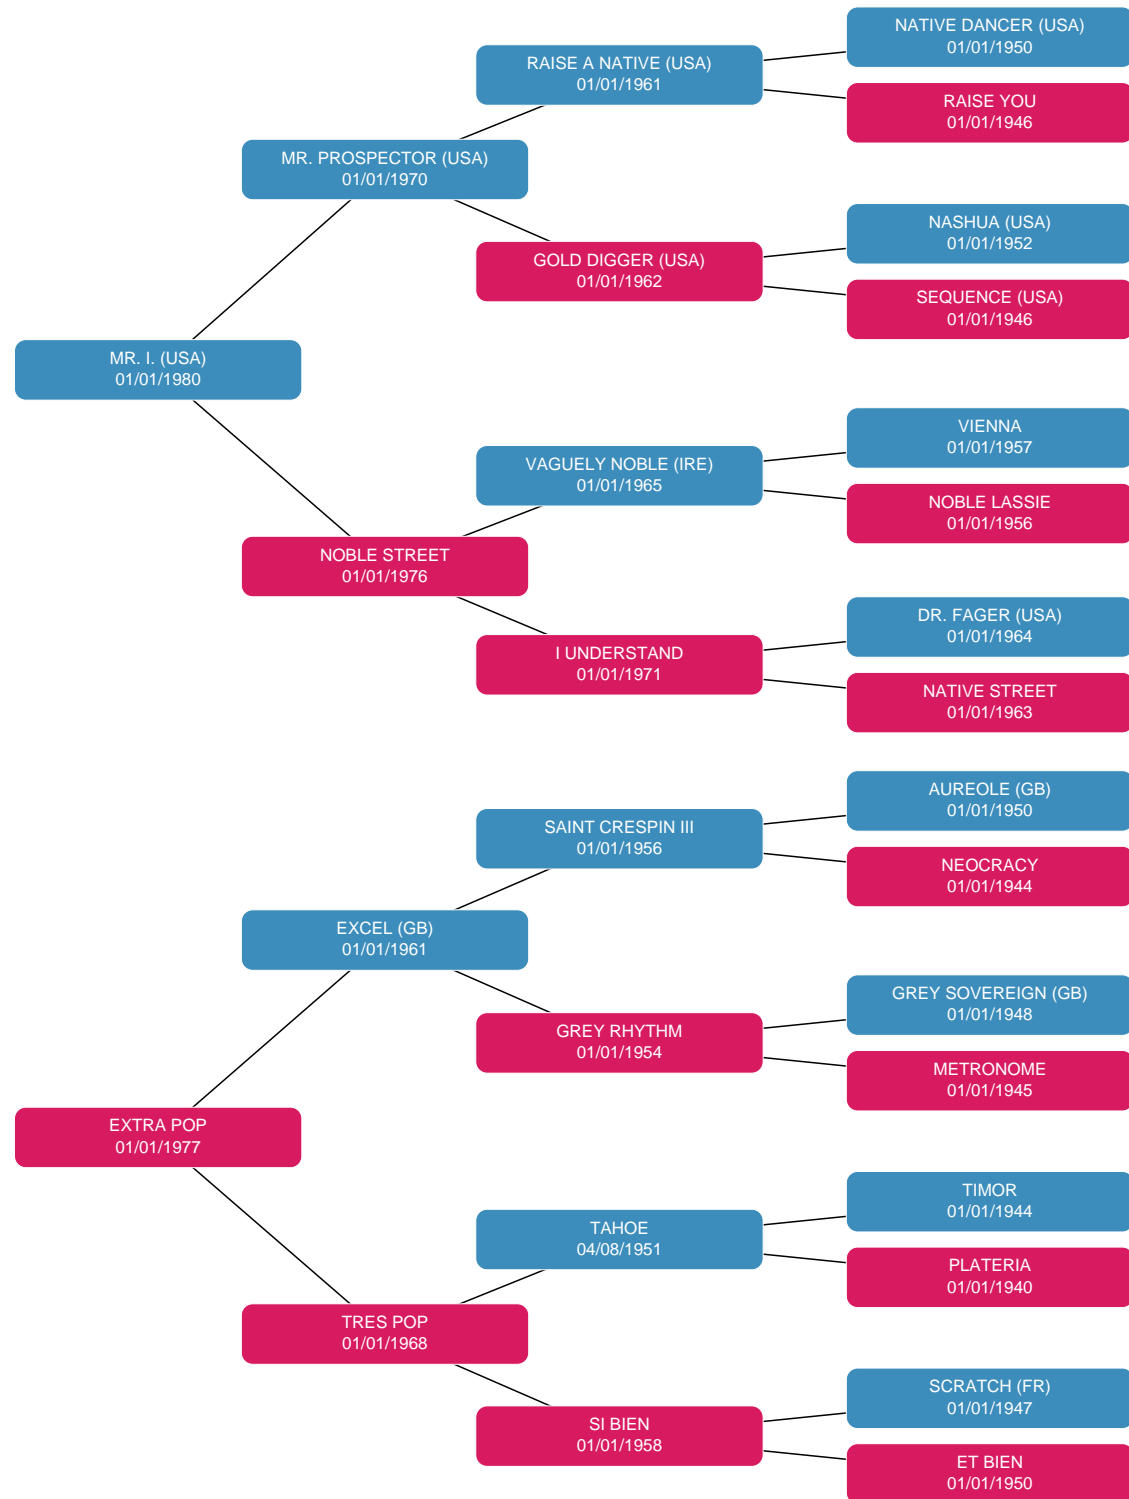 NATIVE DANCER (USA)
01/01/1950
RAISE A NATIVE (USA)
01/01/1961
RAISE YOU
01/01/1946
MR. PROSPECTOR (USA)
01/01/1970
NASHUA (USA)
01/01/1952
GOLD DIGGER (USA)
01/01/1962
SEQUENCE (USA)
01/01/1946
MR. I. (USA)
01/01/1980
VIENNA
01/01/1957
VAGUELY NOBLE (IRE)
01/01/1965
NOBLE LASSIE
01/01/1956
NOBLE STREET
01/01/1976
DR. FAGER (USA)
01/01/1964
I UNDERSTAND
01/01/1971
NATIVE STREET
01/01/1963
AUREOLE (GB)
01/01/1950
SAINT CRESPIN III
01/01/1956
NEOCRACY
01/01/1944
EXCEL (GB)
01/01/1961
GREY SOVEREIGN (GB)
01/01/1948
GREY RHYTHM
01/01/1954
METRONOME
01/01/1945
EXTRA POP
01/01/1977
TIMOR
01/01/1944
TAHOE
04/08/1951
PLATERIA
01/01/1940
TRES POP
01/01/1968
SCRATCH (FR)
01/01/1947
SI BIEN
01/01/1958
ET BIEN
01/01/1950